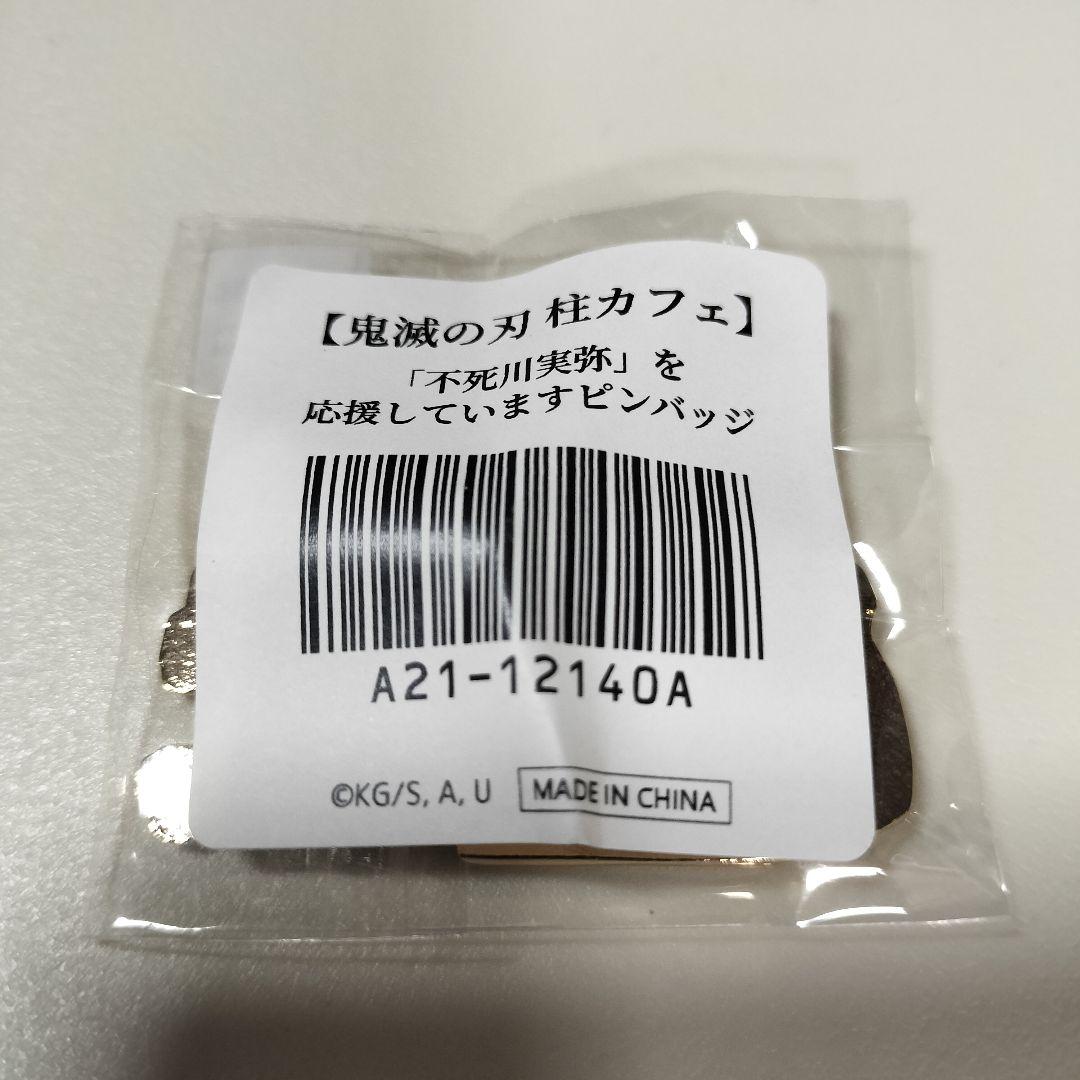 【鬼滅の刃 柱カフェ】
「不死川実弥」を
応援していますピンバッジ
A21-12140A
©KG/S, A, U
MADE IN CHINA